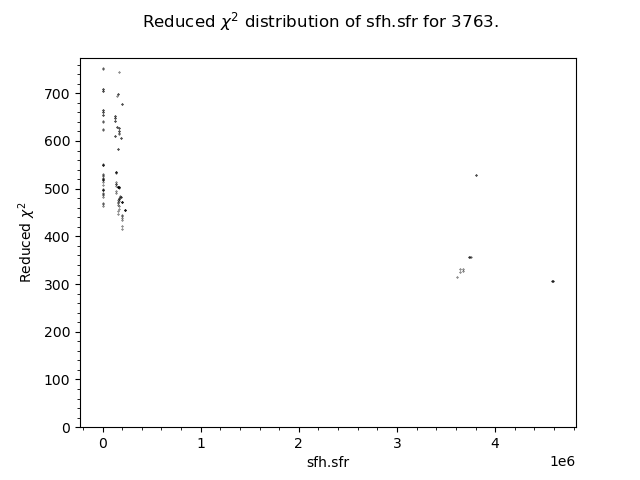 Reduced χ² distribution of sfh.sfr for 3763.
700
600
500
400
300
200
100
0
Reduced χ²
0 1 2 3 4
1e6
sfh.sfr